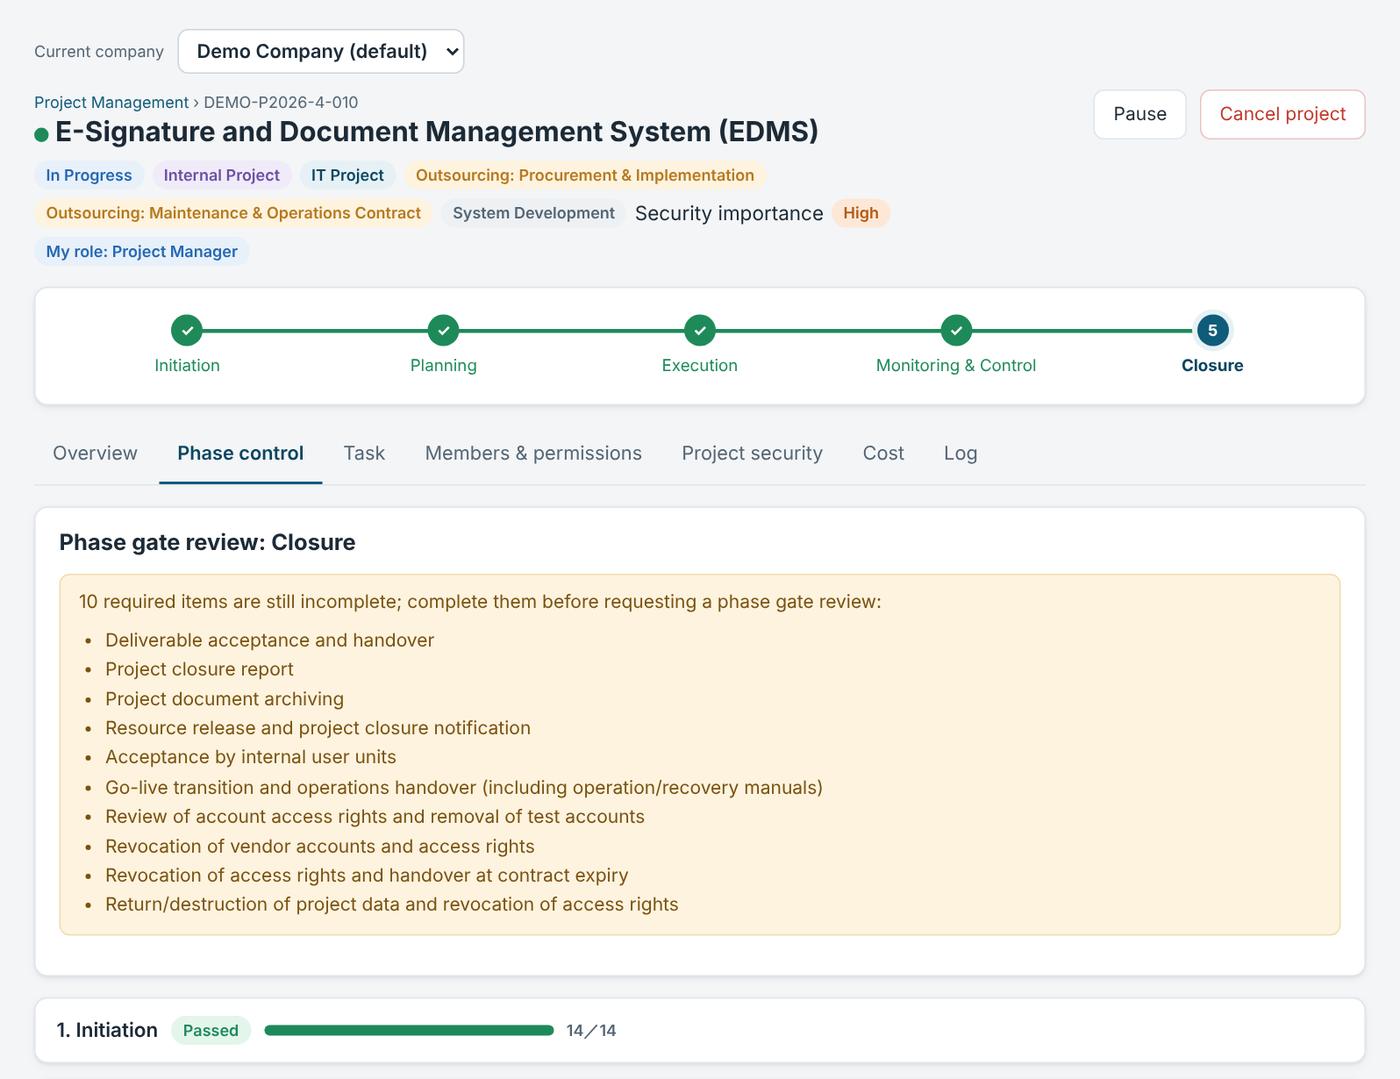 Current company Demo Company (default)
Project Management › DEMO-P2026-4-010
E-Signature and Document Management System (EDMS)
Pause Cancel project
In Progress Internal Project IT Project Outsourcing: Procurement & Implementation
Outsourcing: Maintenance & Operations Contract System Development Security importance High
My role: Project Manager
5
Initiation Planning Execution Monitoring & Control Closure
Overview Phase control Task Members & permissions Project security Cost Log
Phase gate review: Closure
10 required items are still incomplete; complete them before requesting a phase gate review:
• Deliverable acceptance and handover
• Project closure report
• Project document archiving
• Resource release and project closure notification
• Acceptance by internal user units
• Go-live transition and operations handover (including operation/recovery manuals)
• Review of account access rights and removal of test accounts
• Revocation of vendor accounts and access rights
• Revocation of access rights and handover at contract expiry
• Return/destruction of project data and revocation of access rights
1. Initiation Passed 14／14